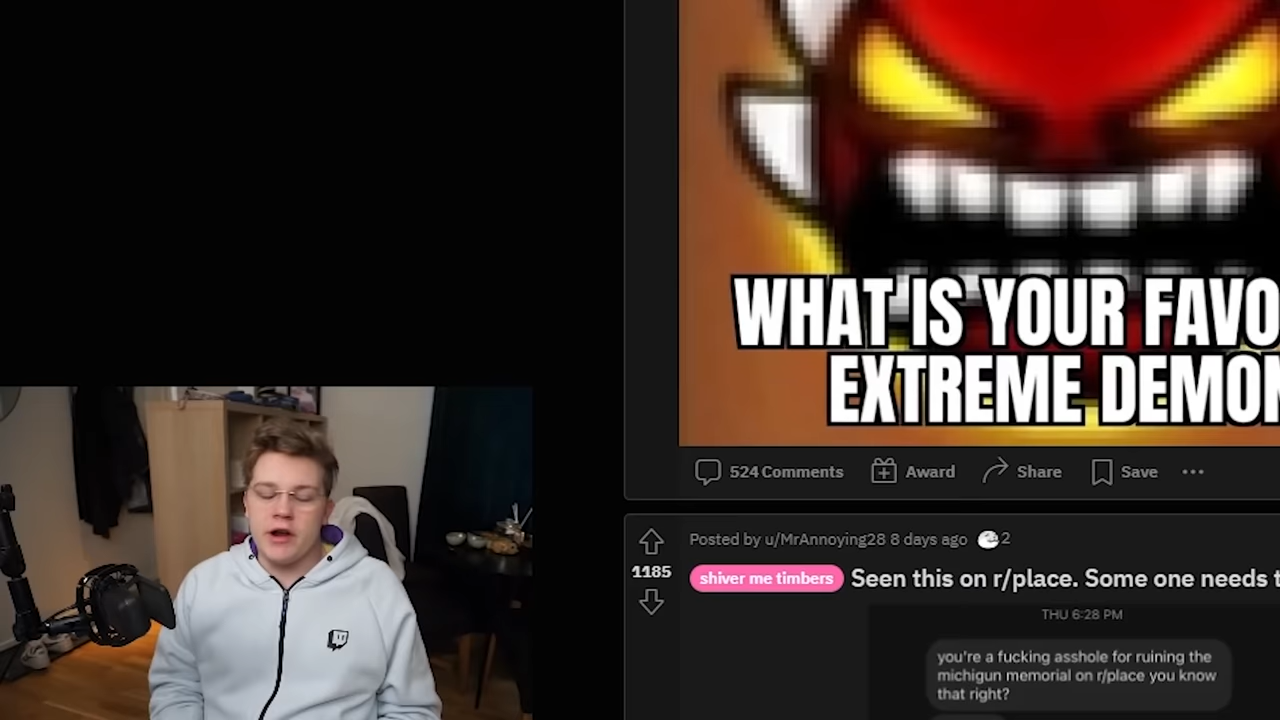 WHAT IS YOUR FAVO
EXTREME DEMON
524 Comments
Award
Share
Save
Posted by u/MrAnnoying28 8 days ago
2
1185
shiver me timbers
Seen this on r/place. Some one needs t
THU 6:28 PM
you're a fucking asshole for ruining the
michigun memorial on r/place you know
that right?